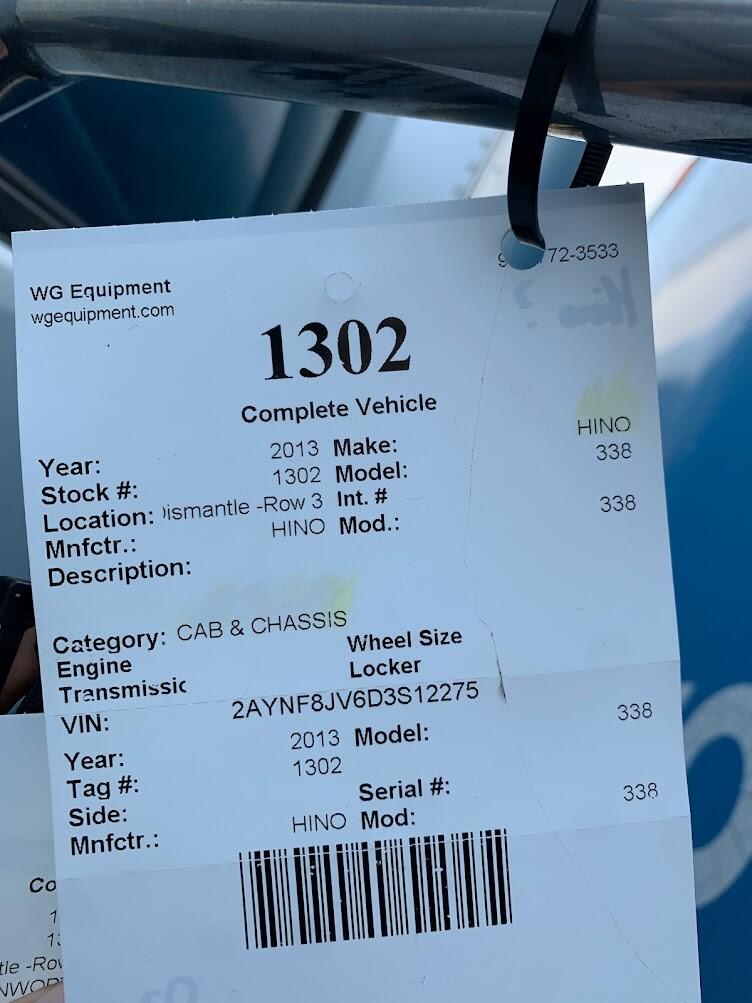 WG Equipment
wgequipment.com
72-3533
1302
Complete Vehicle
Year: 2013 Make: HINO
Stock #: 1302 Model: 338
Location: ismantle -Row 3 Int. #
Mnfctr.: HINO Mod.: 338
Description:
Category: CAB & CHASSIS
Engine Wheel Size
Transmissic Locker
VIN: 2AYNF8JV6D3S12275
Year: 2013 Model: 338
Tag #: 1302
Side: Serial #:
Mnfctr.: HINO Mod: 338
Co